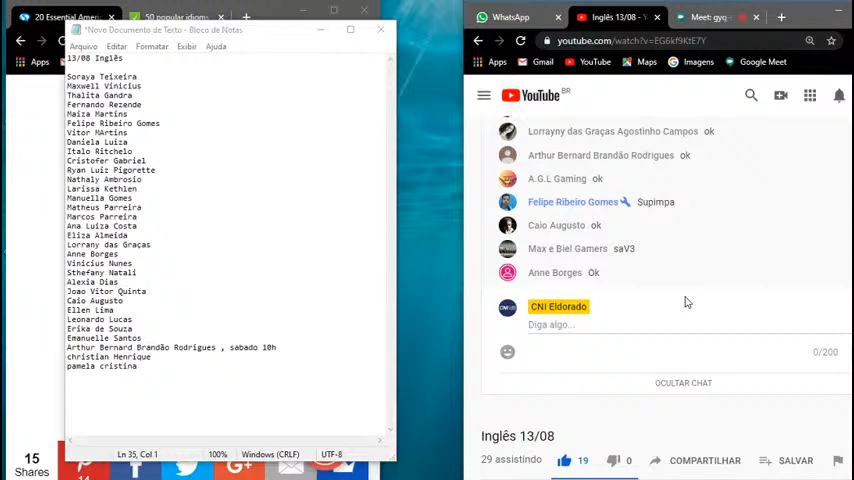 20 Essential American
50 popular idioms
WhatsApp
Inglês 13/08 - Y
Meet: gyq
youtube.com/watch?v=EG6kf9KtE7Y
Apps
Apps
Gmail
YouTube
Maps
Imagens
Google Meet
*Novo Documento de Texto - Bloco de Notas
Arquivo Editar Formatar Exibir Ajuda
13/08 Inglês
Soraya Teixeira
Maxwell Vinicius
Thalita Gandra
Fernando Rezende
Maiza Martins
Felipe Ribeiro Gomes
Vitor MArtins
Daniela Luiza
Italo Ritchelo
Cristofer Gabriel
Ryan Luiz Pigorette
Nathaly Ambrosio
Larissa Kethlen
Manuella Gomes
Matheus Parreira
Marcos Parreira
Ana Luiza Costa
Eliza Almeida
Lorrany das Graças
Anne Borges
Vinicius Nunes
Sthefany Natali
Alexia Dias
Joao Vitor Quinta
Caio Augusto
Ellen Lima
Leonardo Lucas
Erika de Souza
Emanuelle Santos
Arthur Bernard Brandão Rodrigues , sabado 10h
christian Henrique
pamela cristina
Ln 35, Col 1 100% Windows (CRLF) UTF-8
15
Shares
14
YouTube BR
Lorrayny das Graças Agostinho Campos ok
Arthur Bernard Brandão Rodrigues ok
A.G.L Gaming ok
Felipe Ribeiro Gomes Supimpa
Caio Augusto ok
Max e Biel Gamers saV3
Anne Borges Ok
CNI Eldorado
Diga algo...
0/200
OCULTAR CHAT
Inglês 13/08
29 assistindo 19 0 COMPARTILHAR SALVAR